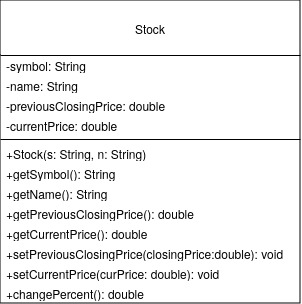 Stock
-symbol: String
-name: String
-previousClosingPrice: double
-currentPrice: double
+Stock(s: String, n: String)
+getSymbol(): String
+getName(): String
+getPreviousClosingPrice(): double
+getCurrentPrice(): double
+setPreviousClosingPrice(closingPrice:double): void
+setCurrentPrice(curPrice: double): void
+changePercent(): double